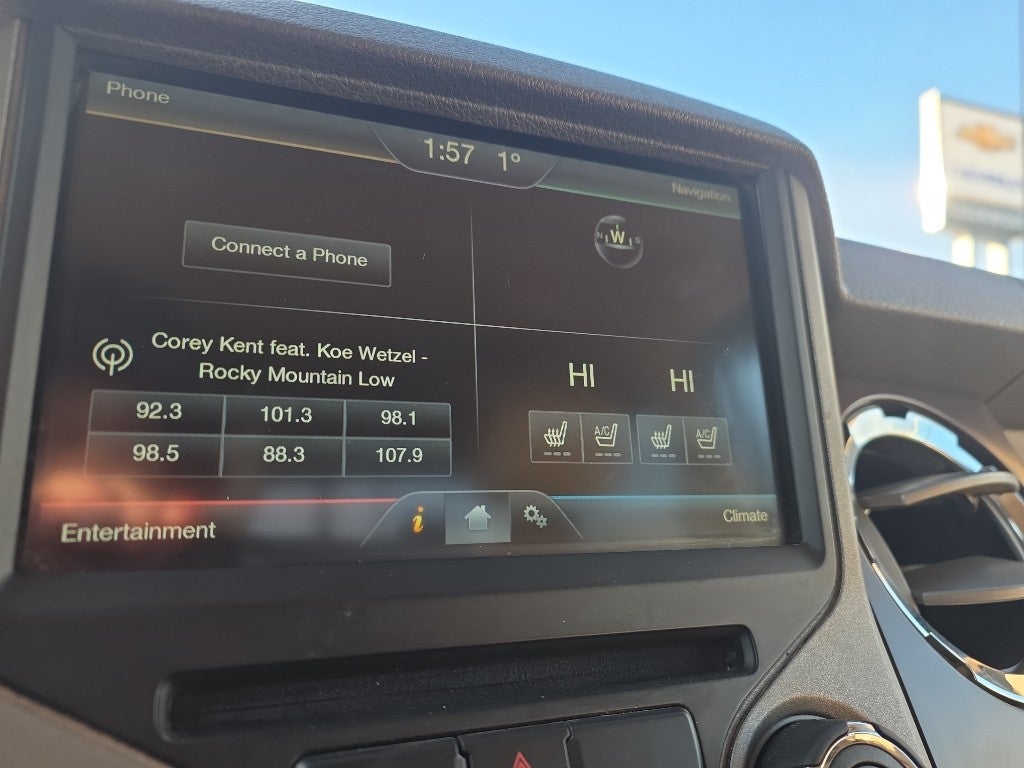 Phone
1:57 1°
Navigation
Connect a Phone
N W S
Corey Kent feat. Koe Wetzel -
Rocky Mountain Low
HI HI
92.3 101.3 98.1
98.5 88.3 107.9
A/C A/C
Entertainment
i
Climate